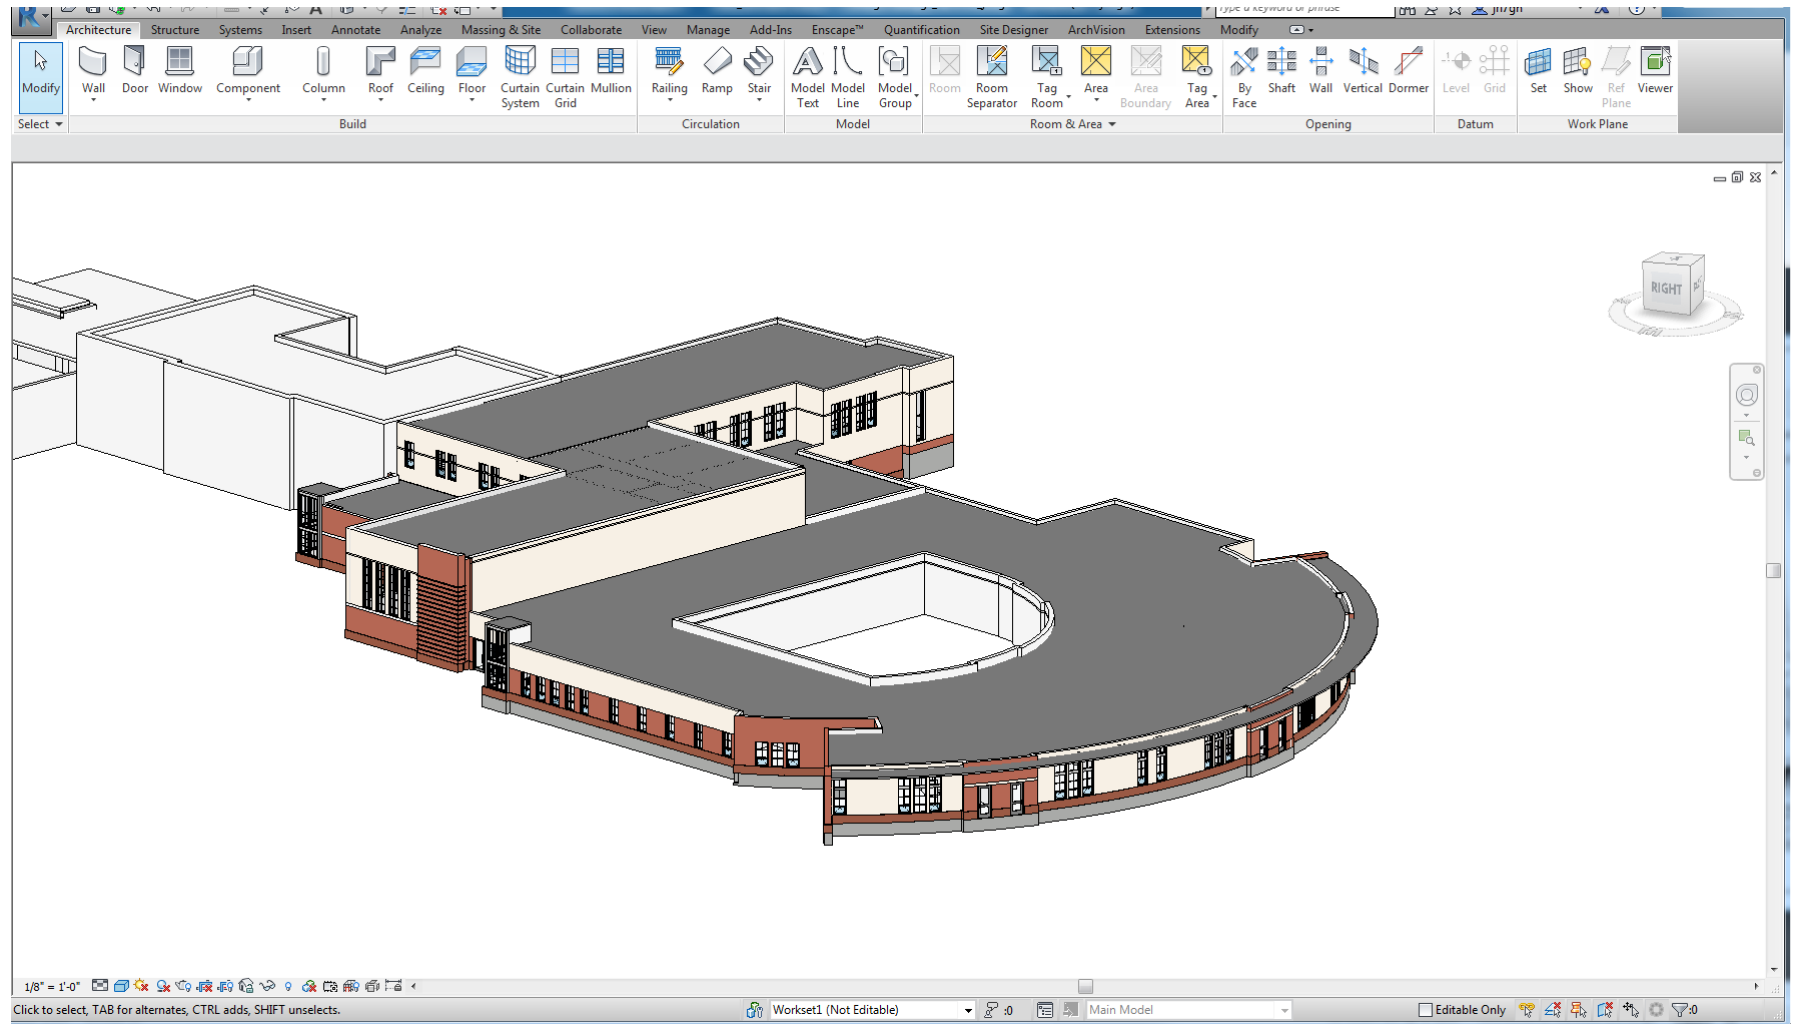 Type a keyword or phrase
Architecture Structure Systems Insert Annotate Analyze Massing & Site Collaborate View Manage Add-Ins Enscape™ Quantification Site Designer ArchVision Extensions Modify
Modify Wall Door Window Component Column Roof Ceiling Floor Curtain System Curtain Grid Mullion Railing Ramp Stair Model Text Model Line Model Group Room Room Separator Tag Room Area Area Boundary Tag Area By Face Shaft Wall Vertical Dormer Level Grid Set Show Ref Plane Viewer
Select Build Circulation Model Room & Area Opening Datum Work Plane
RIGHT
1/8" = 1'-0"
Click to select, TAB for alternates, CTRL adds, SHIFT unselects. Workset1 (Not Editable) :0 Main Model Editable Only :0